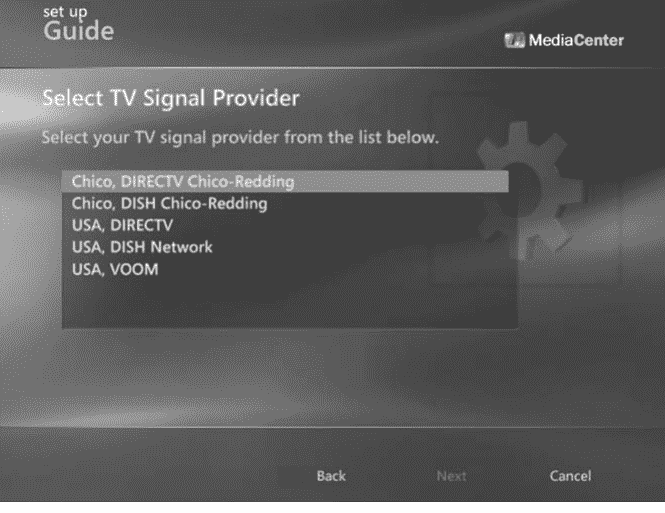 set up
Guide
MediaCenter
Select TV Signal Provider
Select your TV signal provider from the list below.
Chico, DIRECTV Chico-Redding
Chico, DISH Chico-Redding
USA, DIRECTV
USA, DISH Network
USA, VOOM
Back Next Cancel